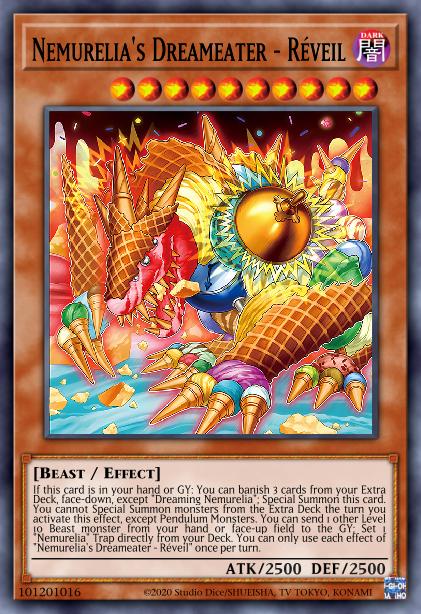 Nemurelia's Dreameater - Réveil
DARK
闇
[Beast / Effect]
If this card is in your hand or GY: You can banish 3 cards from your Extra
Deck, face-down, except "Dreaming Nemurelia"; Special Summon this card.
You cannot Special Summon monsters from the Extra Deck the turn you
activate this effect, except Pendulum Monsters. You can send 1 other Level
10 Beast monster from your hand or face-up field to the GY; Set 1
"Nemurelia" Trap directly from your Deck. You can only use each effect of
"Nemurelia's Dreameater - Réveil" once per turn.
ATK/2500 DEF/2500
101201016
©2020 Studio Dice/SHUEISHA, TV TOKYO, KONAMI